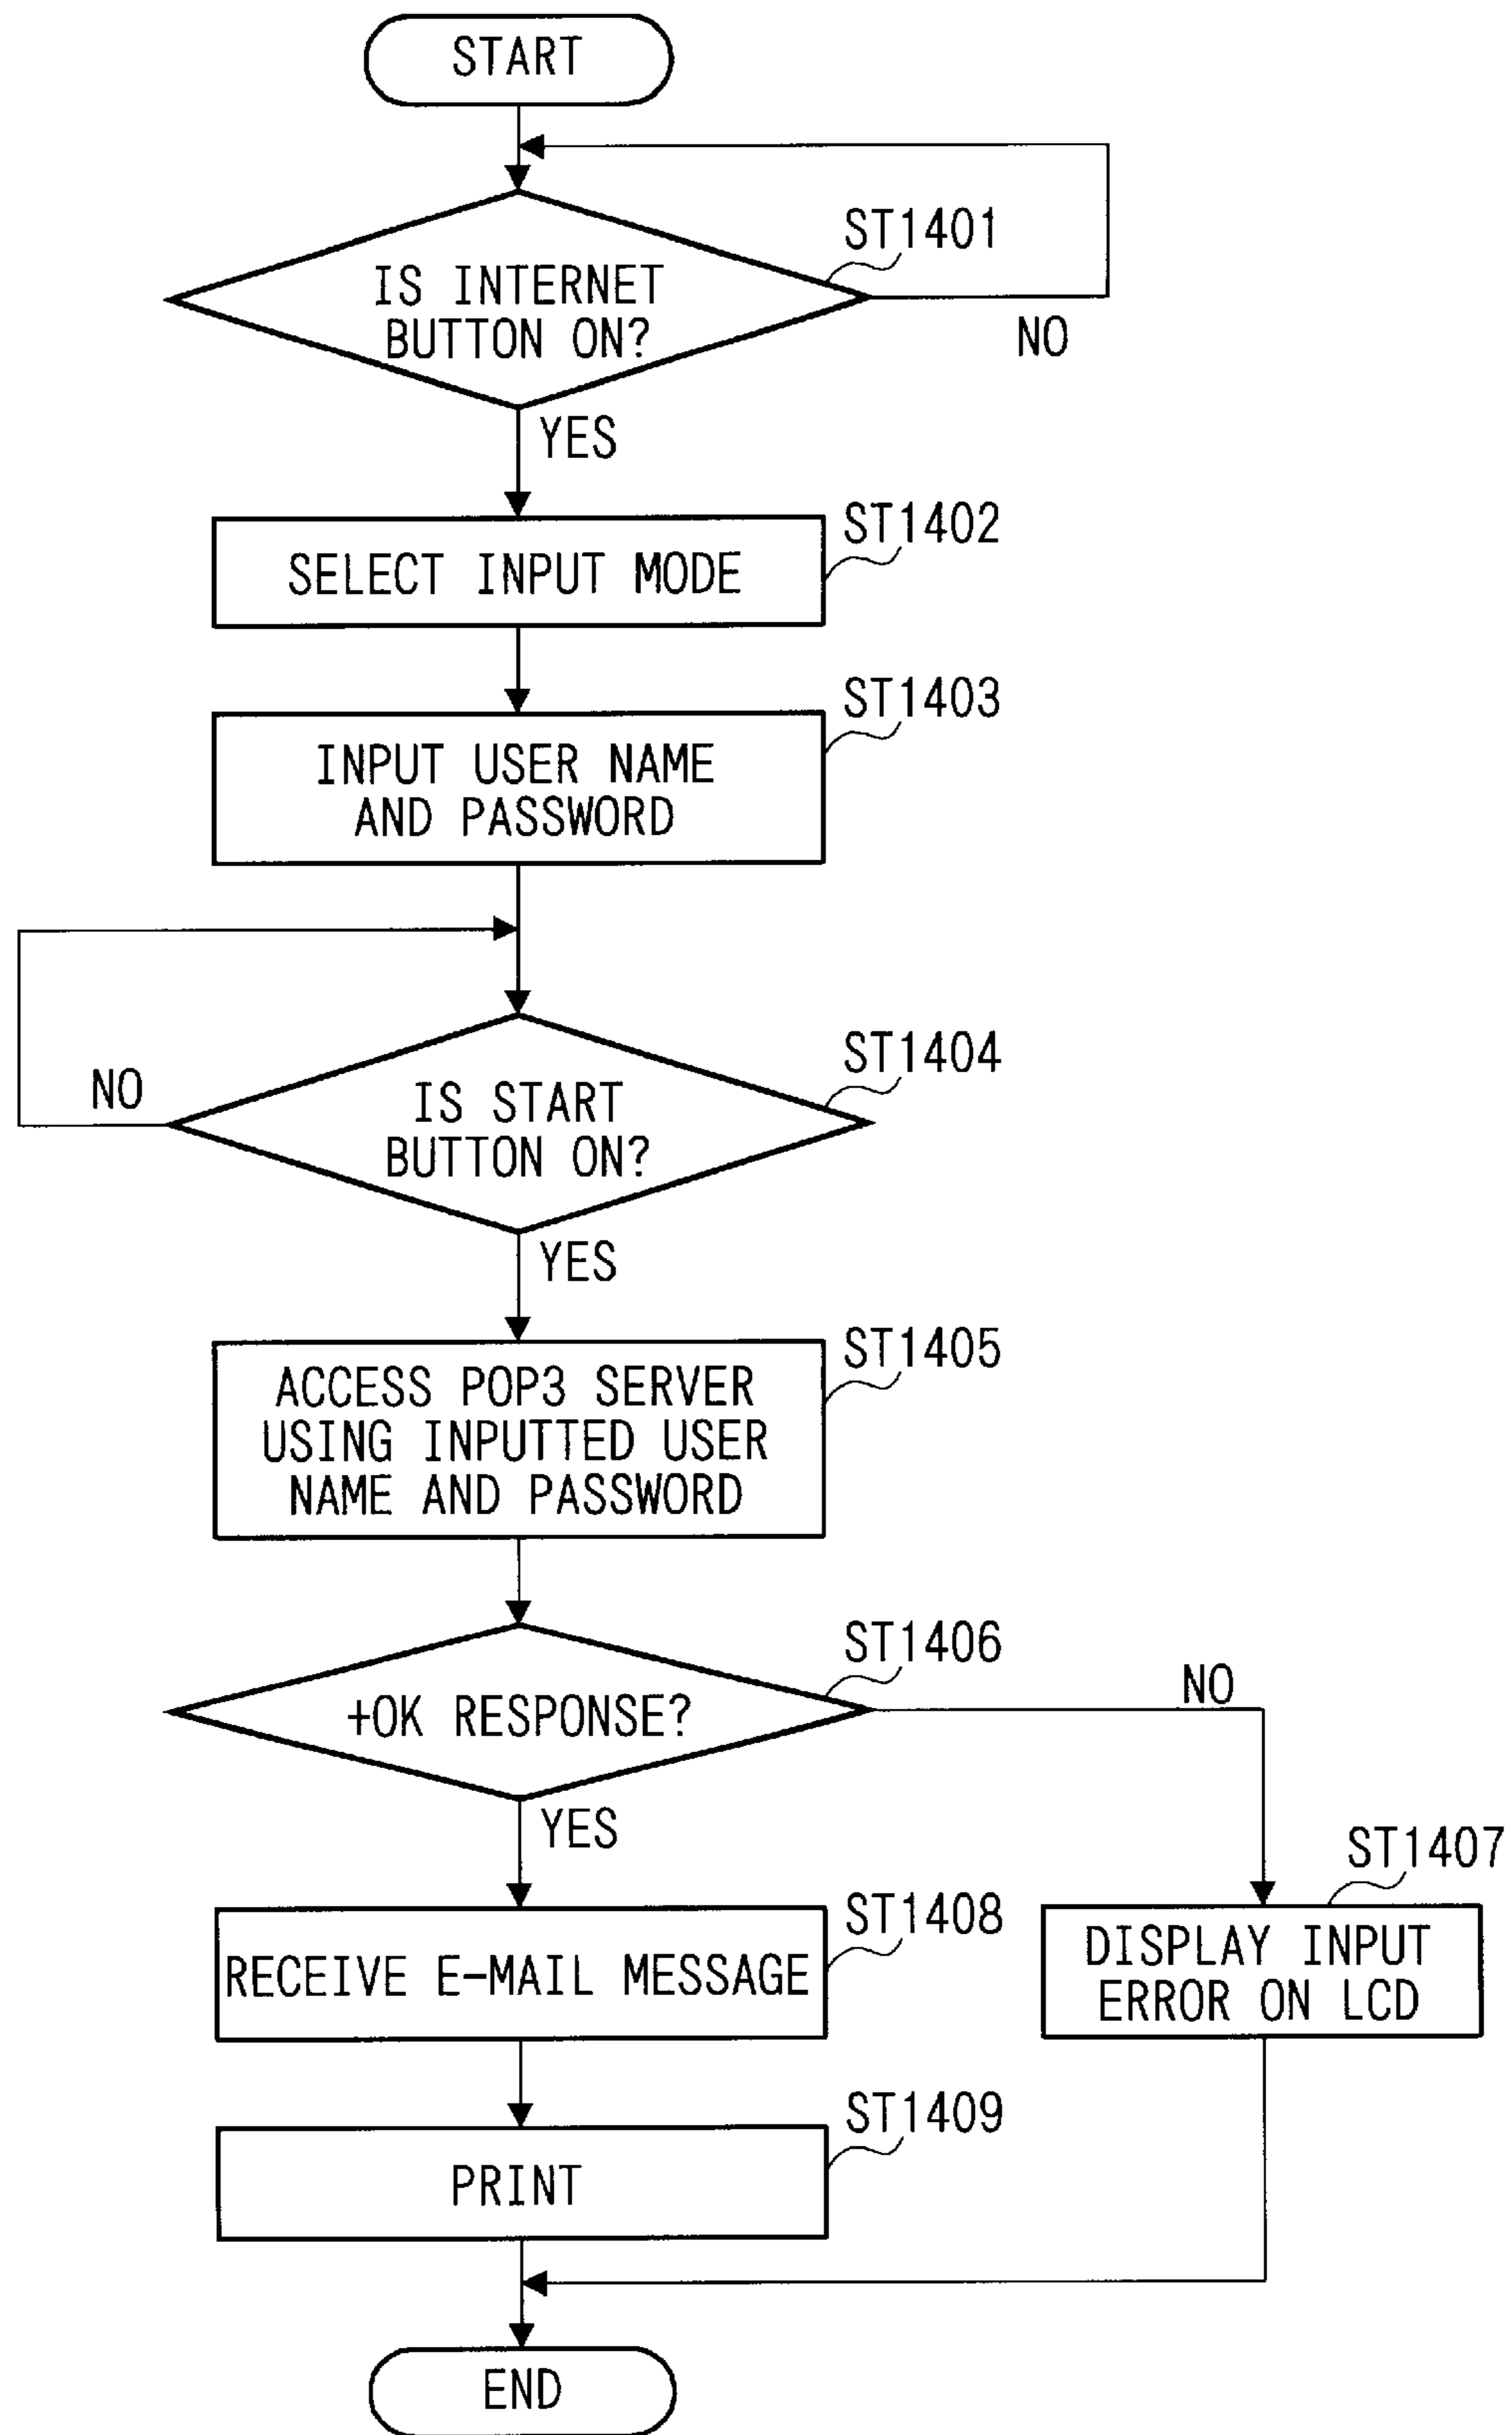 START
ST1401
IS INTERNET
BUTTON ON?
NO
YES
ST1402
SELECT INPUT MODE
ST1403
INPUT USER NAME
AND PASSWORD
ST1404
NO
IS START
BUTTON ON?
YES
ST1405
ACCESS POP3 SERVER
USING INPUTTED USER
NAME AND PASSWORD
ST1406
NO
+OK RESPONSE?
YES
ST1407
ST1408
RECEIVE E-MAIL MESSAGE
DISPLAY INPUT
ERROR ON LCD
ST1409
PRINT
END